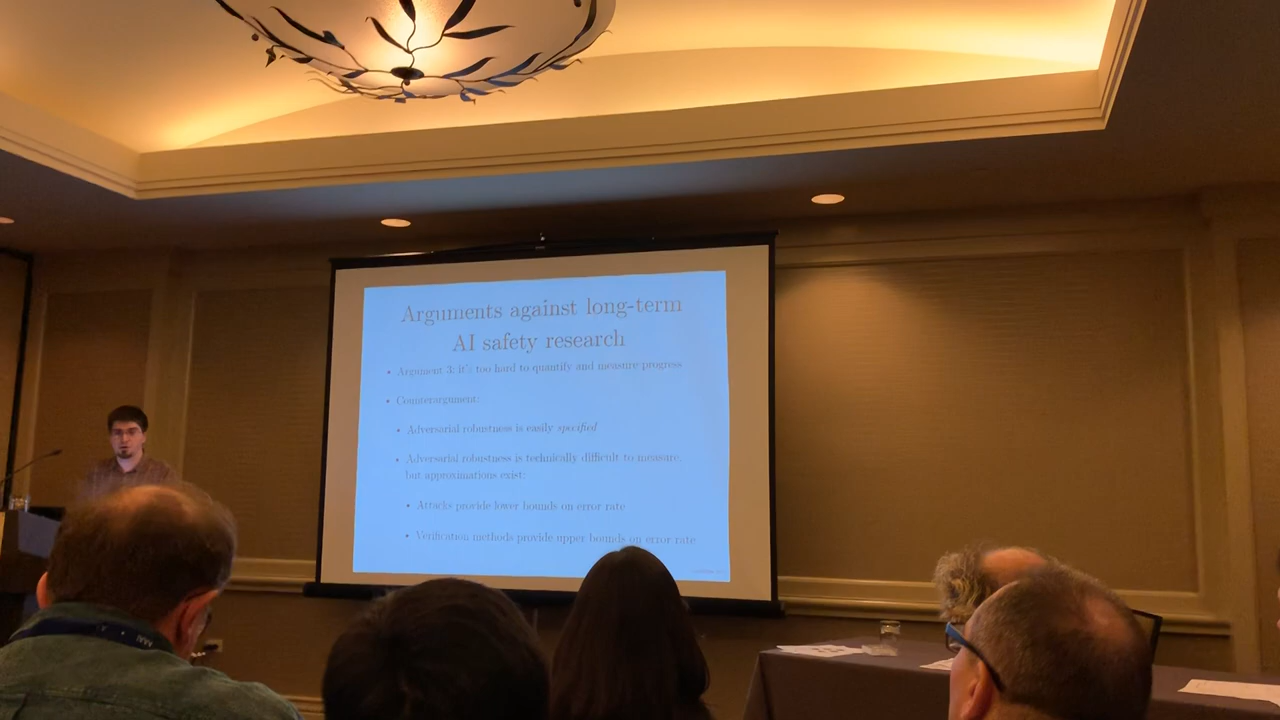 Arguments against long-term
AI safety research
• Argument 3: it's too hard to quantify and measure progress
• Counterargument:
• Adversarial robustness is easily specified
• Adversarial robustness is technically difficult to measure,
but approximations exist:
• Attacks provide lower bounds on error rate
• Verification methods provide upper bounds on error rate